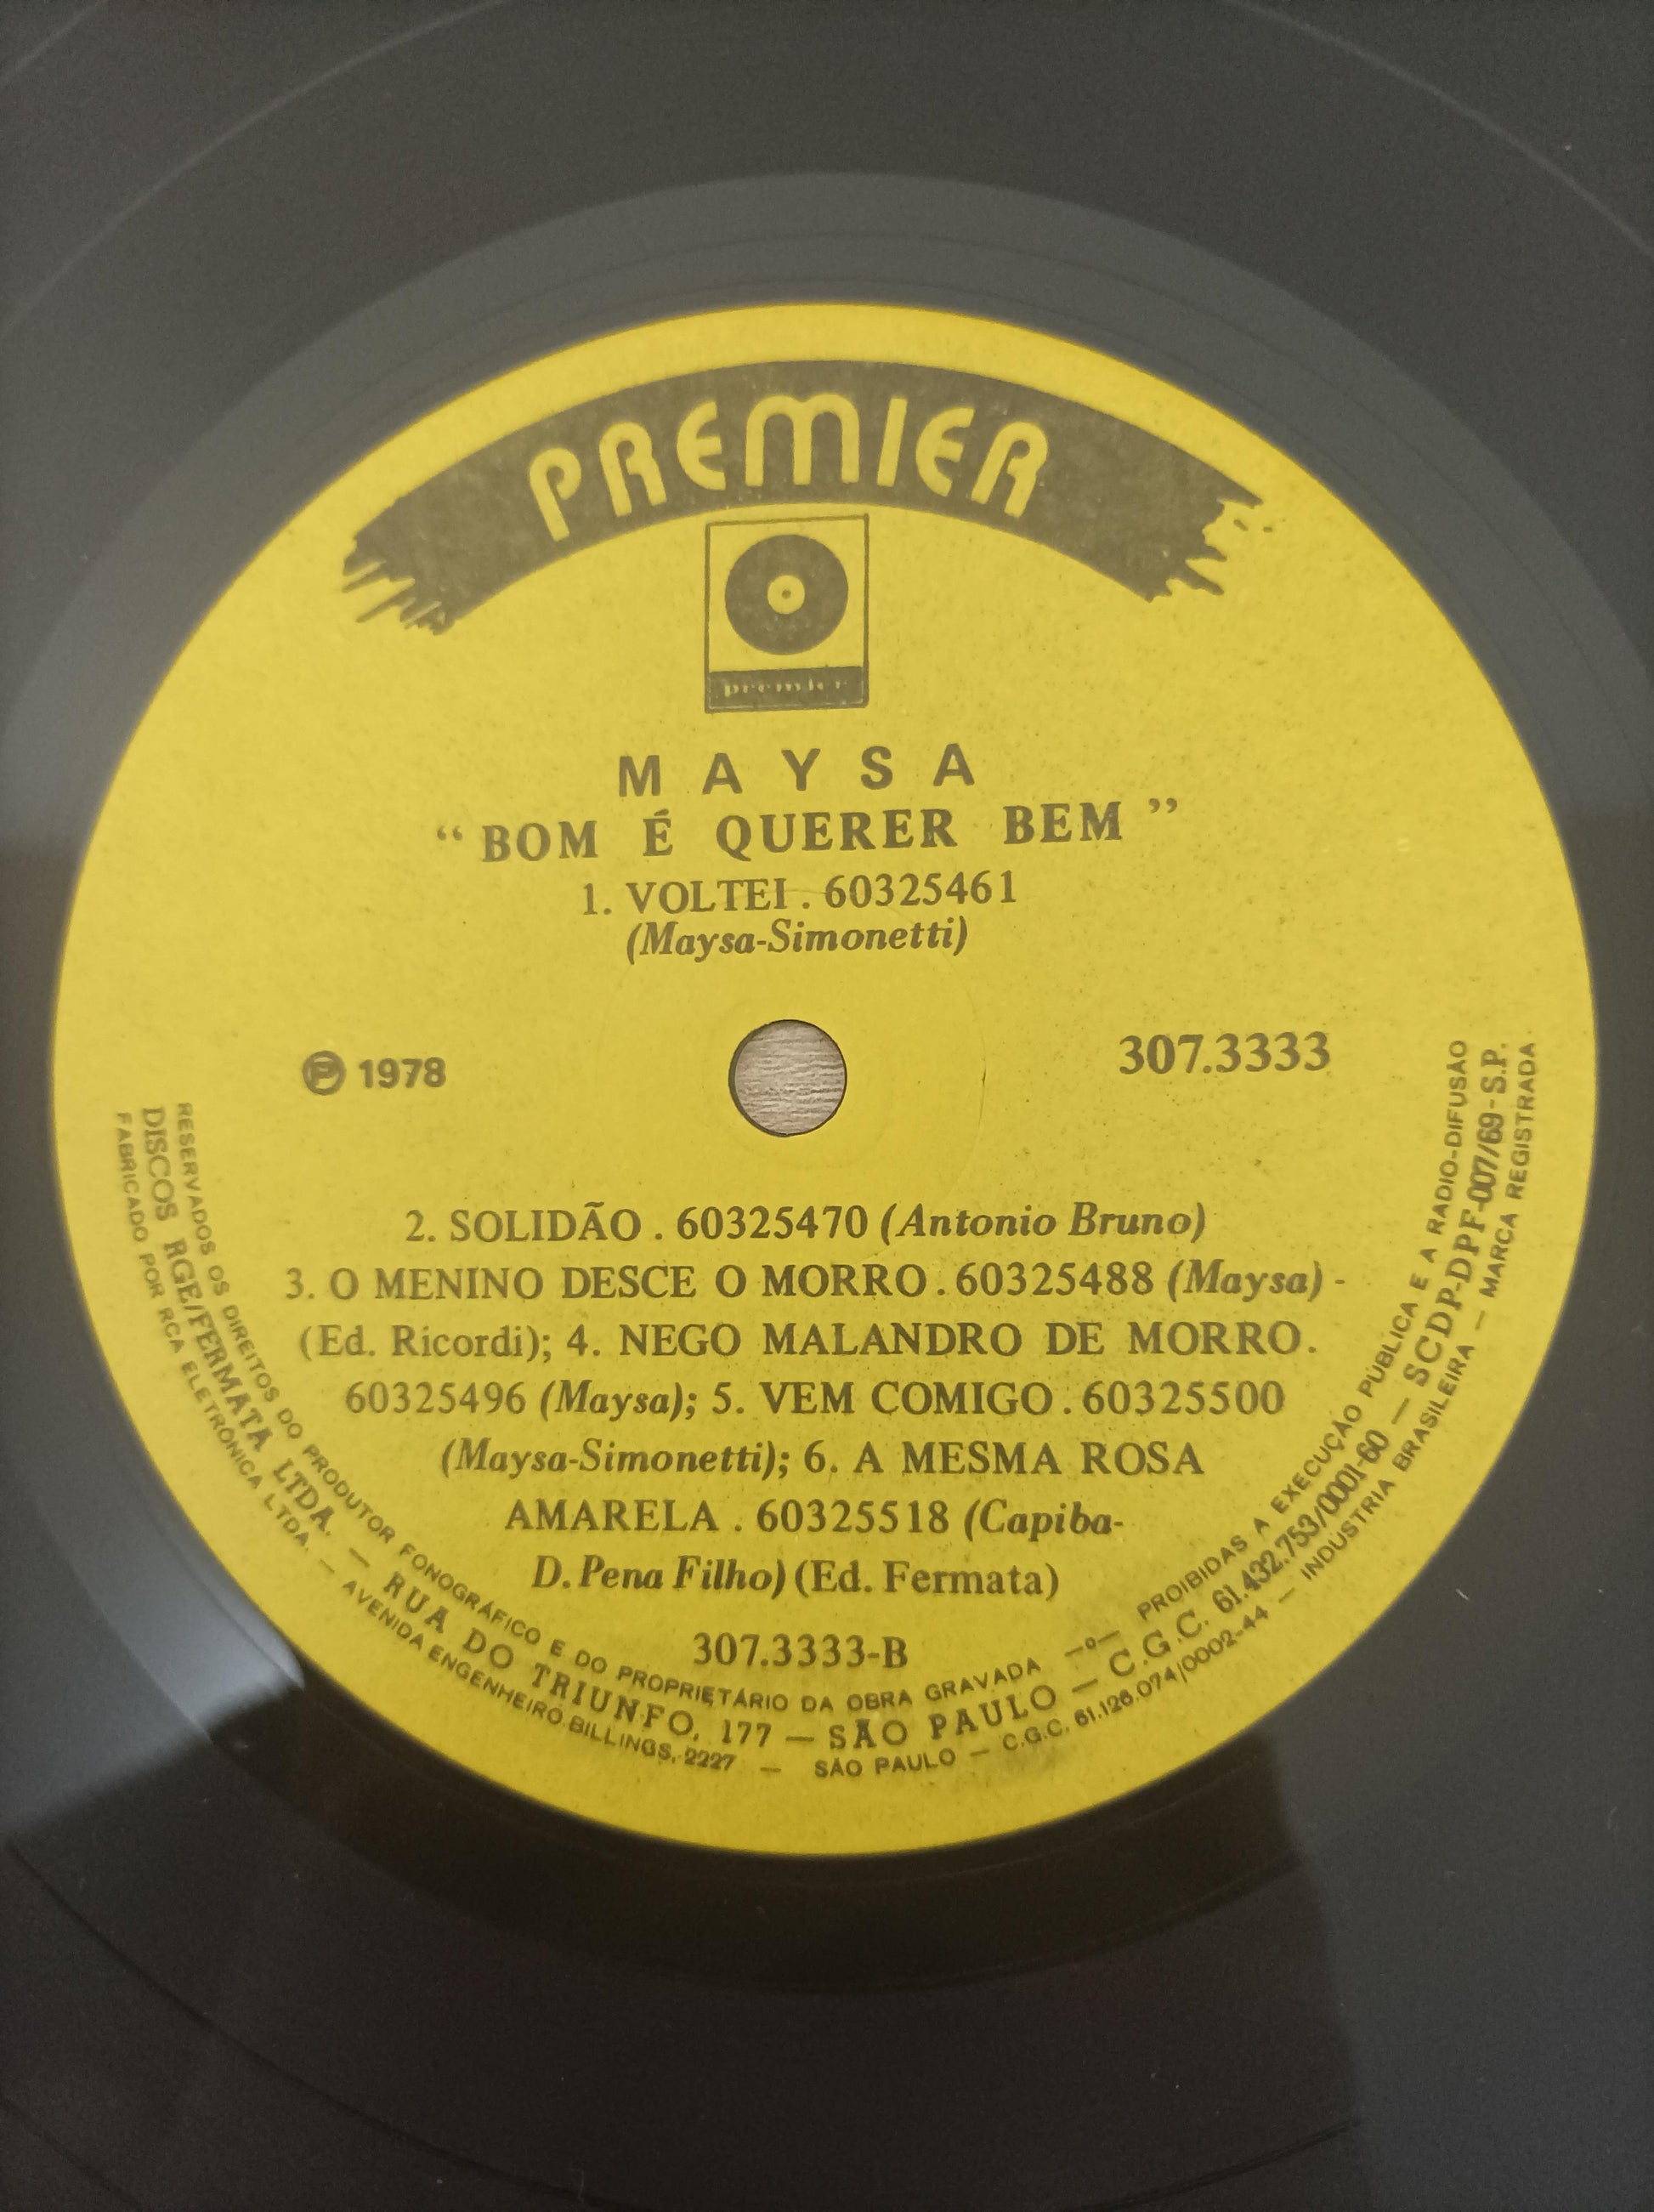 PREMIER
premier
M A Y S A
“ BOM É QUERER BEM ”
1. VOLTEI . 60325461
(Maysa-Simonetti)
℗ 1978
307.3333
2. SOLIDÃO . 60325470 (Antonio Bruno)
3. O MENINO DESCE O MORRO . 60325488 (Maysa) -
(Ed. Ricordi); 4. NEGO MALANDRO DE MORRO.
60325496 (Maysa); 5. VEM COMIGO . 60325500
(Maysa-Simonetti); 6. A MESMA ROSA
AMARELA . 60325518 (Capiba-
D. Pena Filho) (Ed. Fermata)
307.3333-B
RESERVADOS OS DIREITOS DO PRODUTOR FONOGRÁFICO E DO PROPRIETÁRIO DA OBRA GRAVADA —o— PROIBIDAS A EXECUÇÃO PÚBLICA E A RADIO-DIFUSÃO
DISCOS RGE/FERMATA LTDA. — RUA DO TRIUNFO, 177 — SÃO PAULO — C.G.C. 61.432.753/0001-60 — SCDP-DPF-007/69-S.P.
FABRICADO POR RCA ELETRÔNICA LTDA. — AVENIDA ENGENHEIRO BILLINGS, 2227 — SÃO PAULO — C.G.C. 61.126.074/0002-44 — INDÚSTRIA BRASILEIRA — MARCA REGISTRADA.